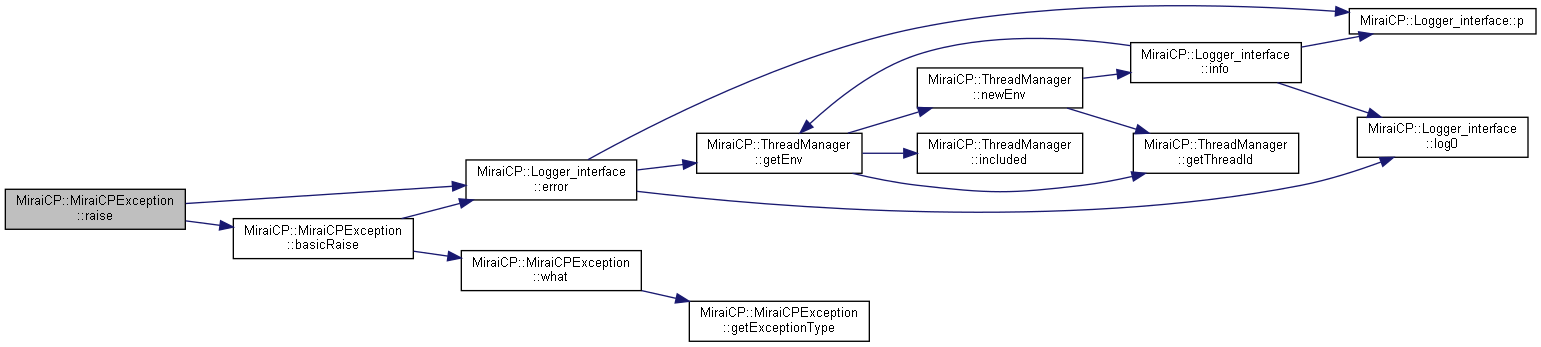 MiraiCP::MiraiCPException
::raise
MiraiCP::Logger_interface
::error
MiraiCP::MiraiCPException
::basicRaise
MiraiCP::MiraiCPException
::what
MiraiCP::MiraiCPException
::getExceptionType
MiraiCP::ThreadManager
::getEnv
MiraiCP::ThreadManager
::newEnv
MiraiCP::ThreadManager
::included
MiraiCP::Logger_interface
::info
MiraiCP::ThreadManager
::getThreadId
MiraiCP::Logger_interface::p
MiraiCP::Logger_interface
::log0